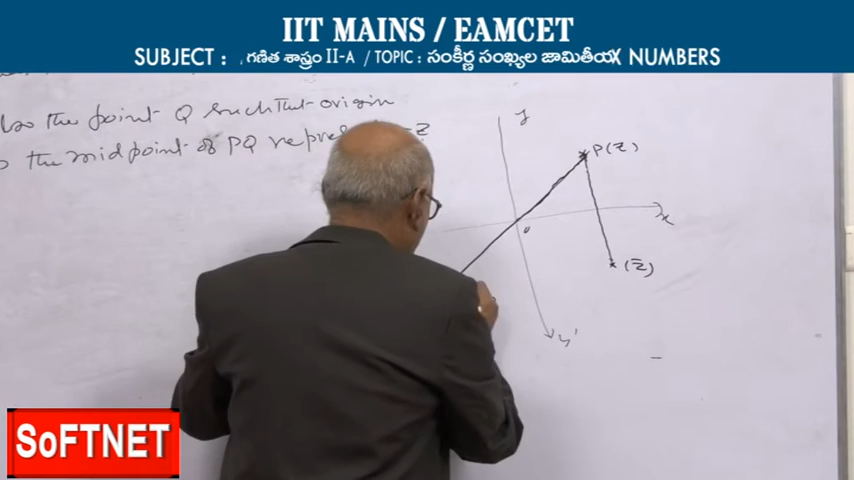 IIT MAINS / EAMCET
SUBJECT : గణిత శాస్త్రం II-A / TOPIC : సంకీర్ణ సంఖ్యల జామితీయ NUMBERS
the point Q such that origin
the midpoint of PQ
y
P(z)
x
o
(z̄)
y'
SoFTNET